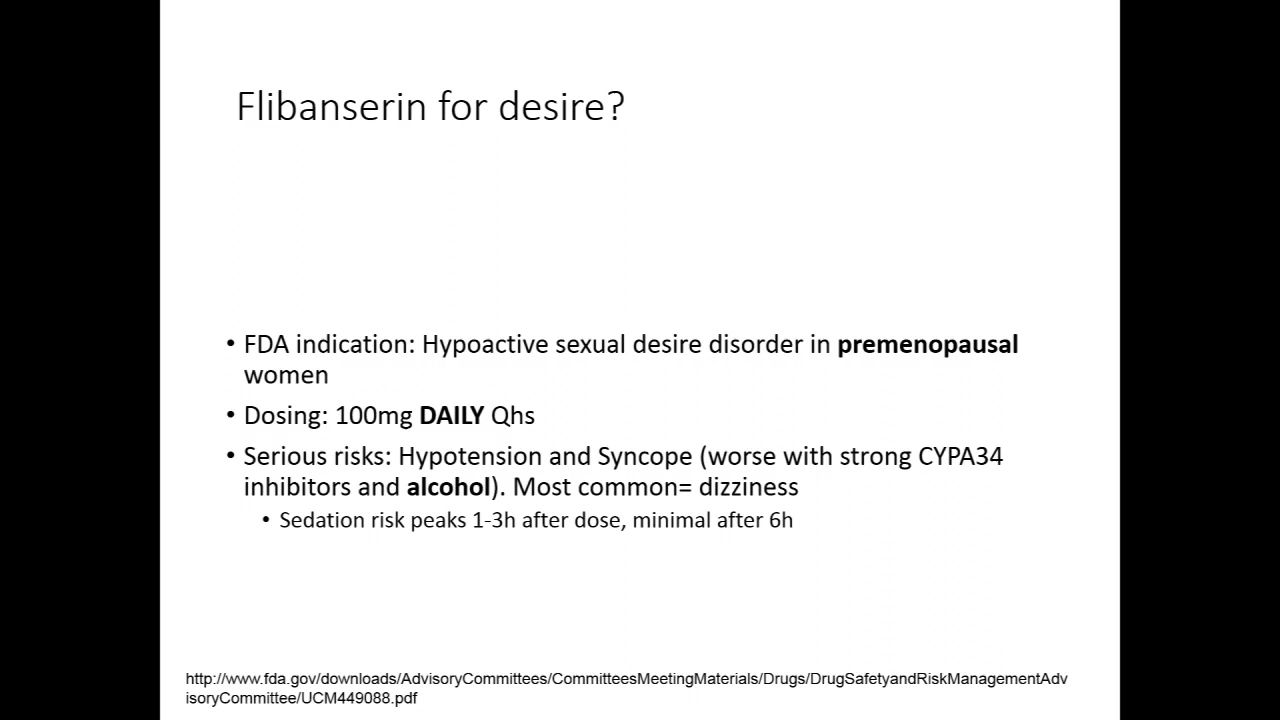 Flibanserin for desire?
• FDA indication: Hypoactive sexual desire disorder in premenopausal
women
• Dosing: 100mg DAILY Qhs
• Serious risks: Hypotension and Syncope (worse with strong CYPA34
inhibitors and alcohol). Most common= dizziness
• Sedation risk peaks 1-3h after dose, minimal after 6h
http://www.fda.gov/downloads/AdvisoryCommittees/CommitteesMeetingMaterials/Drugs/DrugSafetyandRiskManagementAdv
isoryCommittee/UCM449088.pdf